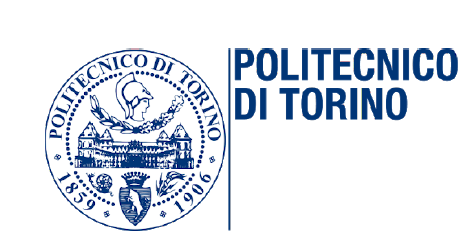 POLITECNICO DI TORINO
1859
1906
POLITECNICO
DI TORINO